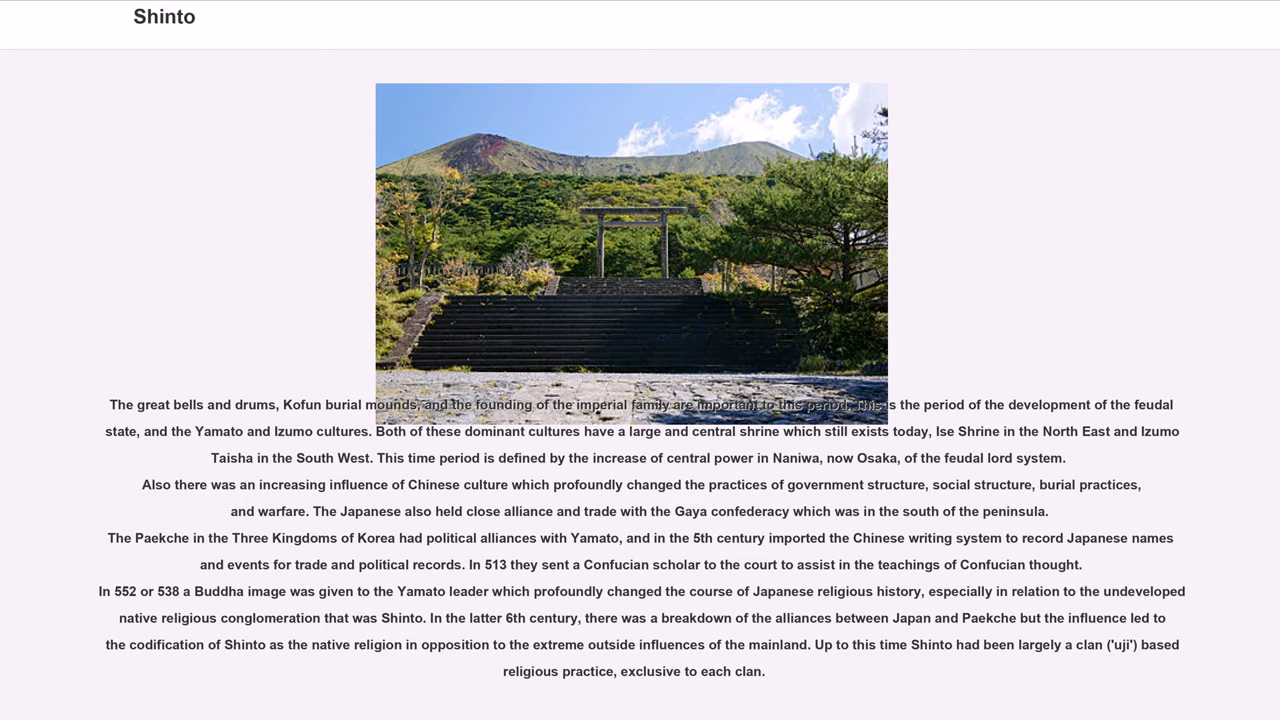 Shinto
The great bells and drums, Kofun burial mounds, and the founding of the imperial family are important to this period. This is the period of the development of the feudal
state, and the Yamato and Izumo cultures. Both of these dominant cultures have a large and central shrine which still exists today, Ise Shrine in the North East and Izumo
Taisha in the South West. This time period is defined by the increase of central power in Naniwa, now Osaka, of the feudal lord system.
Also there was an increasing influence of Chinese culture which profoundly changed the practices of government structure, social structure, burial practices,
and warfare. The Japanese also held close alliance and trade with the Gaya confederacy which was in the south of the peninsula.
The Paekche in the Three Kingdoms of Korea had political alliances with Yamato, and in the 5th century imported the Chinese writing system to record Japanese names
and events for trade and political records. In 513 they sent a Confucian scholar to the court to assist in the teachings of Confucian thought.
In 552 or 538 a Buddha image was given to the Yamato leader which profoundly changed the course of Japanese religious history, especially in relation to the undeveloped
native religious conglomeration that was Shinto. In the latter 6th century, there was a breakdown of the alliances between Japan and Paekche but the influence led to
the codification of Shinto as the native religion in opposition to the extreme outside influences of the mainland. Up to this time Shinto had been largely a clan ('uji') based
religious practice, exclusive to each clan.